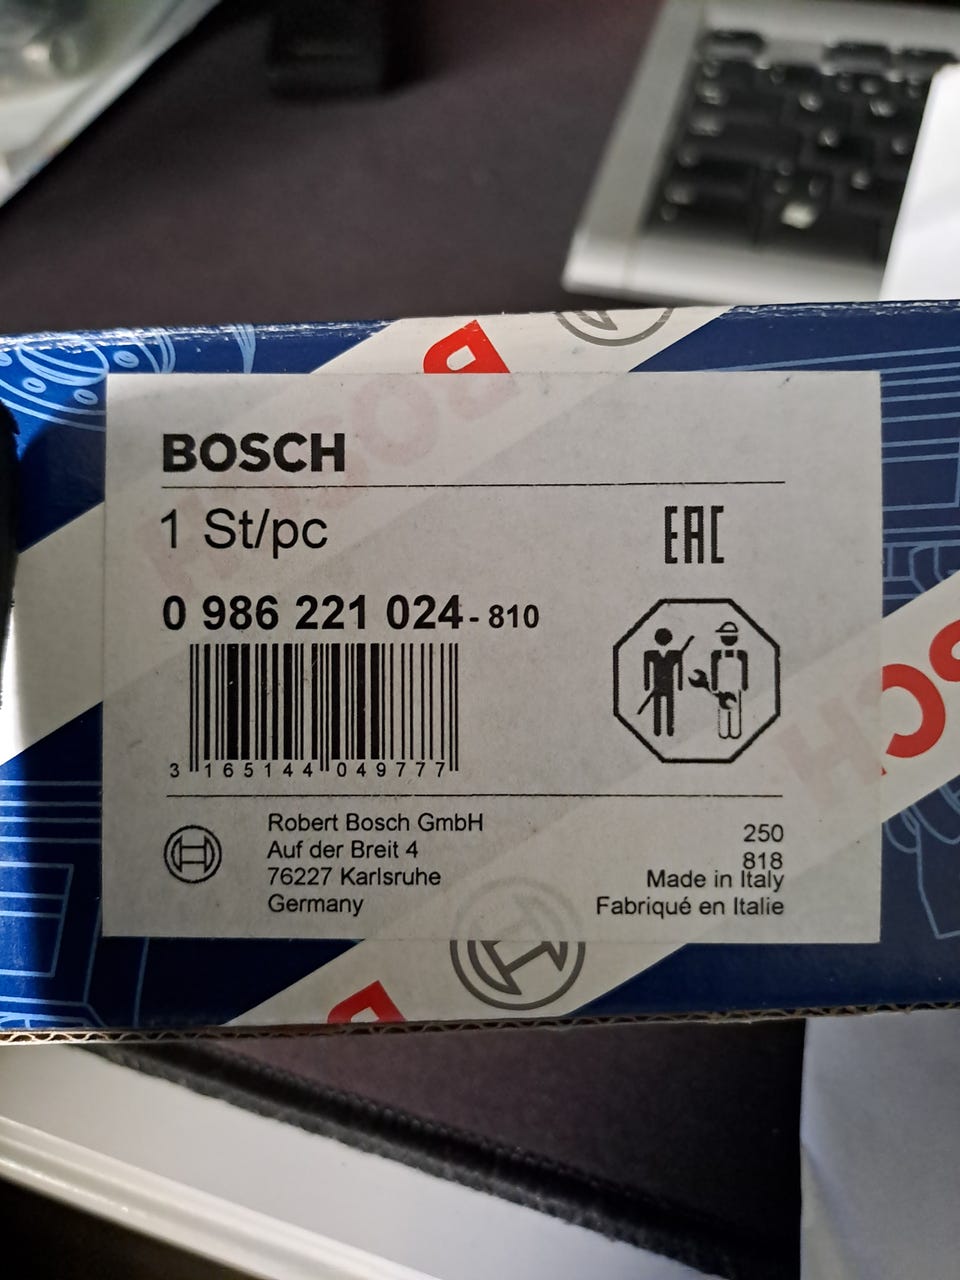 BOSCH
1 St/pc
EAC
0 986 221 024 - 810
3 165144 049777
Robert Bosch GmbH
Auf der Breit 4
76227 Karlsruhe
Germany
250
818
Made in Italy
Fabriqué en Italie